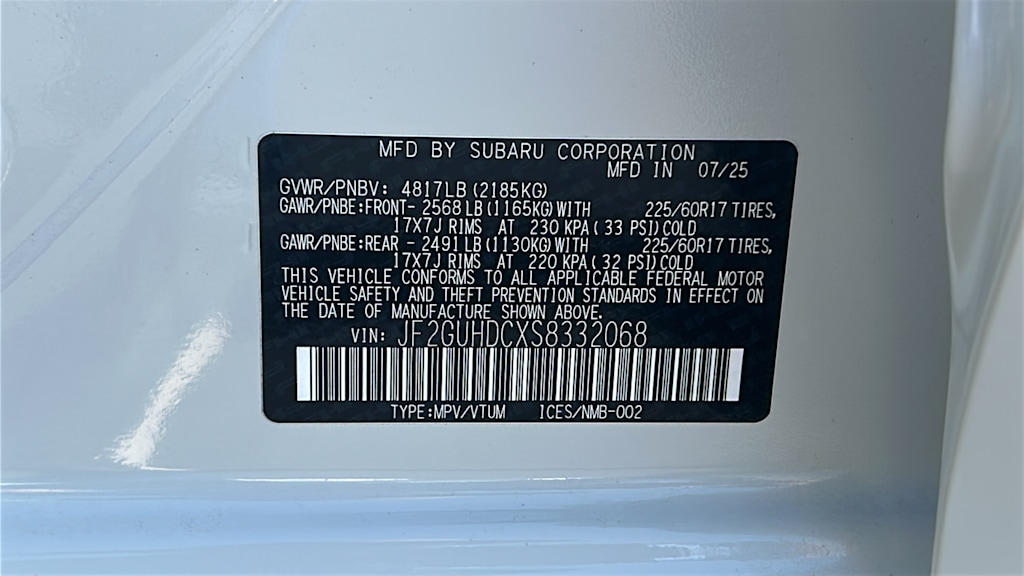 MFD BY SUBARU CORPORATION
MFD IN 07/25
GVWR/PNBV: 4817LB (2185KG)
GAWR/PNBE:FRONT- 2568LB (1165KG)WITH 225/60R17 TIRES,
17X7J RIMS AT 230 KPA ( 33 PSI) COLD
GAWR/PNBE:REAR - 2491LB (1130KG)WITH 225/60R17 TIRES,
17X7J RIMS AT 220 KPA ( 32 PSI) COLD
THIS VEHICLE CONFORMS TO ALL APPLICABLE FEDERAL MOTOR
VEHICLE SAFETY AND THEFT PREVENTION STANDARDS IN EFFECT ON
THE DATE OF MANUFACTURE SHOWN ABOVE.
VIN: JF2GUHDCXS8332068
TYPE:MPV/VTUM ICES/NMB-002